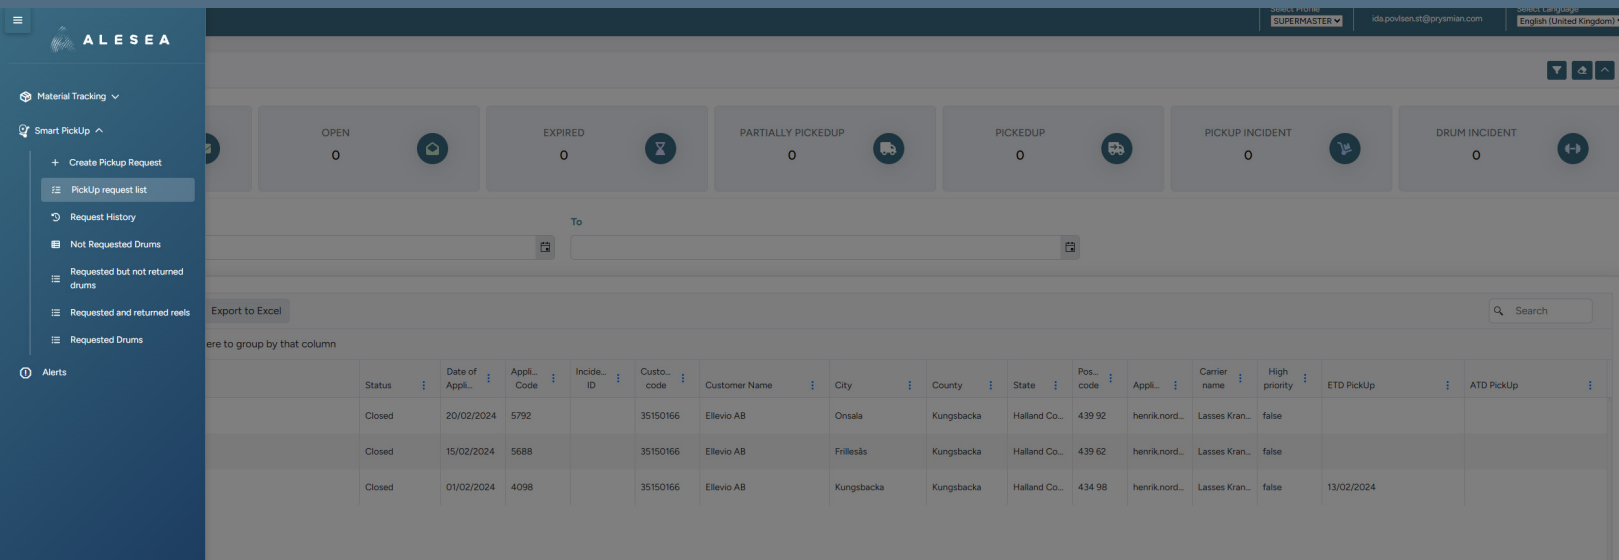 Select Profile
SUPERMASTER
ida.povlsen.st@prysmian.com
Select Language
English (United Kingdom)
ALESEA
Material Tracking
Smart PickUp
Create Pickup Request
PickUp request list
Request History
Not Requested Drums
Requested but not returned
drums
Requested and returned reels
Requested Drums
Alerts
OPEN
0
EXPIRED
0
PARTIALLY PICKEDUP
0
PICKEDUP
0
PICKUP INCIDENT
0
DRUM INCIDENT
0
To
Export to Excel
Search
ere to group by that column
Status
Date of
Appli...
Appli...
Code
Incide...
ID
Custo...
code
Customer Name
City
County
State
Pos...
code
Appli...
Carrier
name
High
priority
ETD PickUp
ATD PickUp
Closed 20/02/2024 5792 35150166 Ellevio AB Onsala Kungsbacka Halland Co... 439 92 henrik.nord... Lasses Kran... false
Closed 15/02/2024 5688 35150166 Ellevio AB Frillesås Kungsbacka Halland Co... 439 62 henrik.nord... Lasses Kran... false
Closed 01/02/2024 4098 35150166 Ellevio AB Kungsbacka Kungsbacka Halland Co... 434 98 henrik.nord... Lasses Kran... false 13/02/2024